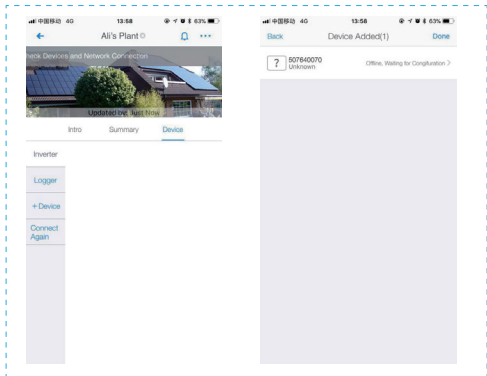 中国移动 4G 13:58 63%
Ali's Plant
heck Devices and Network Connection
Updated by: Just Now
Intro Summary Device
Inverter
Logger
+Device
Connect
Again
中国移动 4G 13:58 63%
Back Device Added(1) Done
? 507640070
Unknown
Offline, Waiting for Congifuration >